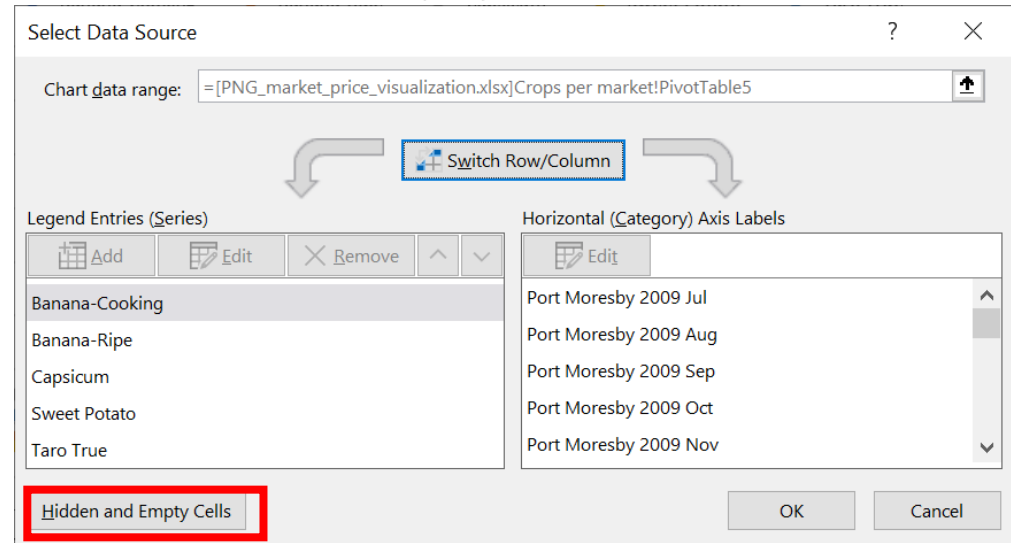 Select Data Source
?
Chart data range: =[PNG_market_price_visualization.xlsx]Crops per market!PivotTable5
Switch Row/Column
Legend Entries (Series)
Add Edit Remove
Banana-Cooking
Banana-Ripe
Capsicum
Sweet Potato
Taro True
Horizontal (Category) Axis Labels
Edit
Port Moresby 2009 Jul
Port Moresby 2009 Aug
Port Moresby 2009 Sep
Port Moresby 2009 Oct
Port Moresby 2009 Nov
Hidden and Empty Cells
OK
Cancel